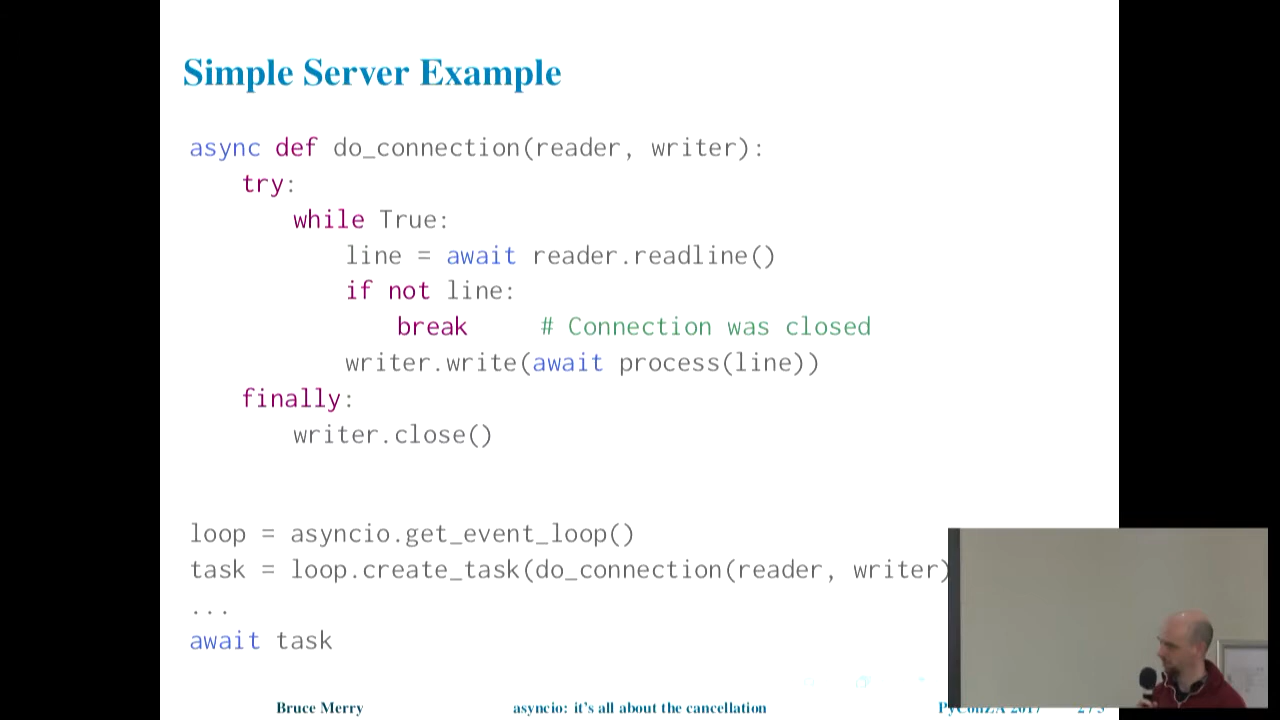 Simple Server Example
async def do_connection(reader, writer):
try:
while True:
line = await reader.readline()
if not line:
break # Connection was closed
writer.write(await process(line))
finally:
writer.close()
loop = asyncio.get_event_loop()
task = loop.create_task(do_connection(reader, writer)
...
await task
Bruce Merry asyncio: it's all about the cancellation